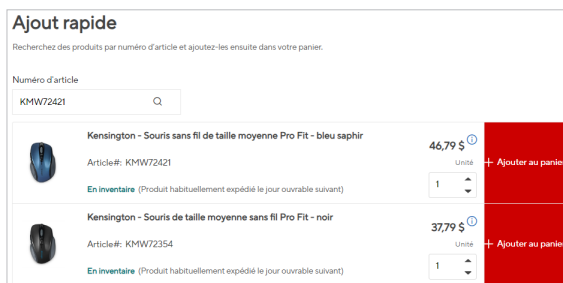 Ajout rapide
Recherchez des produits par numéro d'article et ajoutez-les ensuite dans votre panier.
Numéro d'article
KMW72421
Kensington - Souris sans fil de taille moyenne Pro Fit - bleu saphir
46,79 $
Article#: KMW72421
Unité
+ Ajouter au panier
En inventaire (Produit habituellement expédié le jour ouvrable suivant)
1
Kensington - Souris de taille moyenne sans fil Pro Fit - noir
37,79 $
Article#: KMW72354
Unité
+ Ajouter au panier
En inventaire (Produit habituellement expédié le jour ouvrable suivant)
1